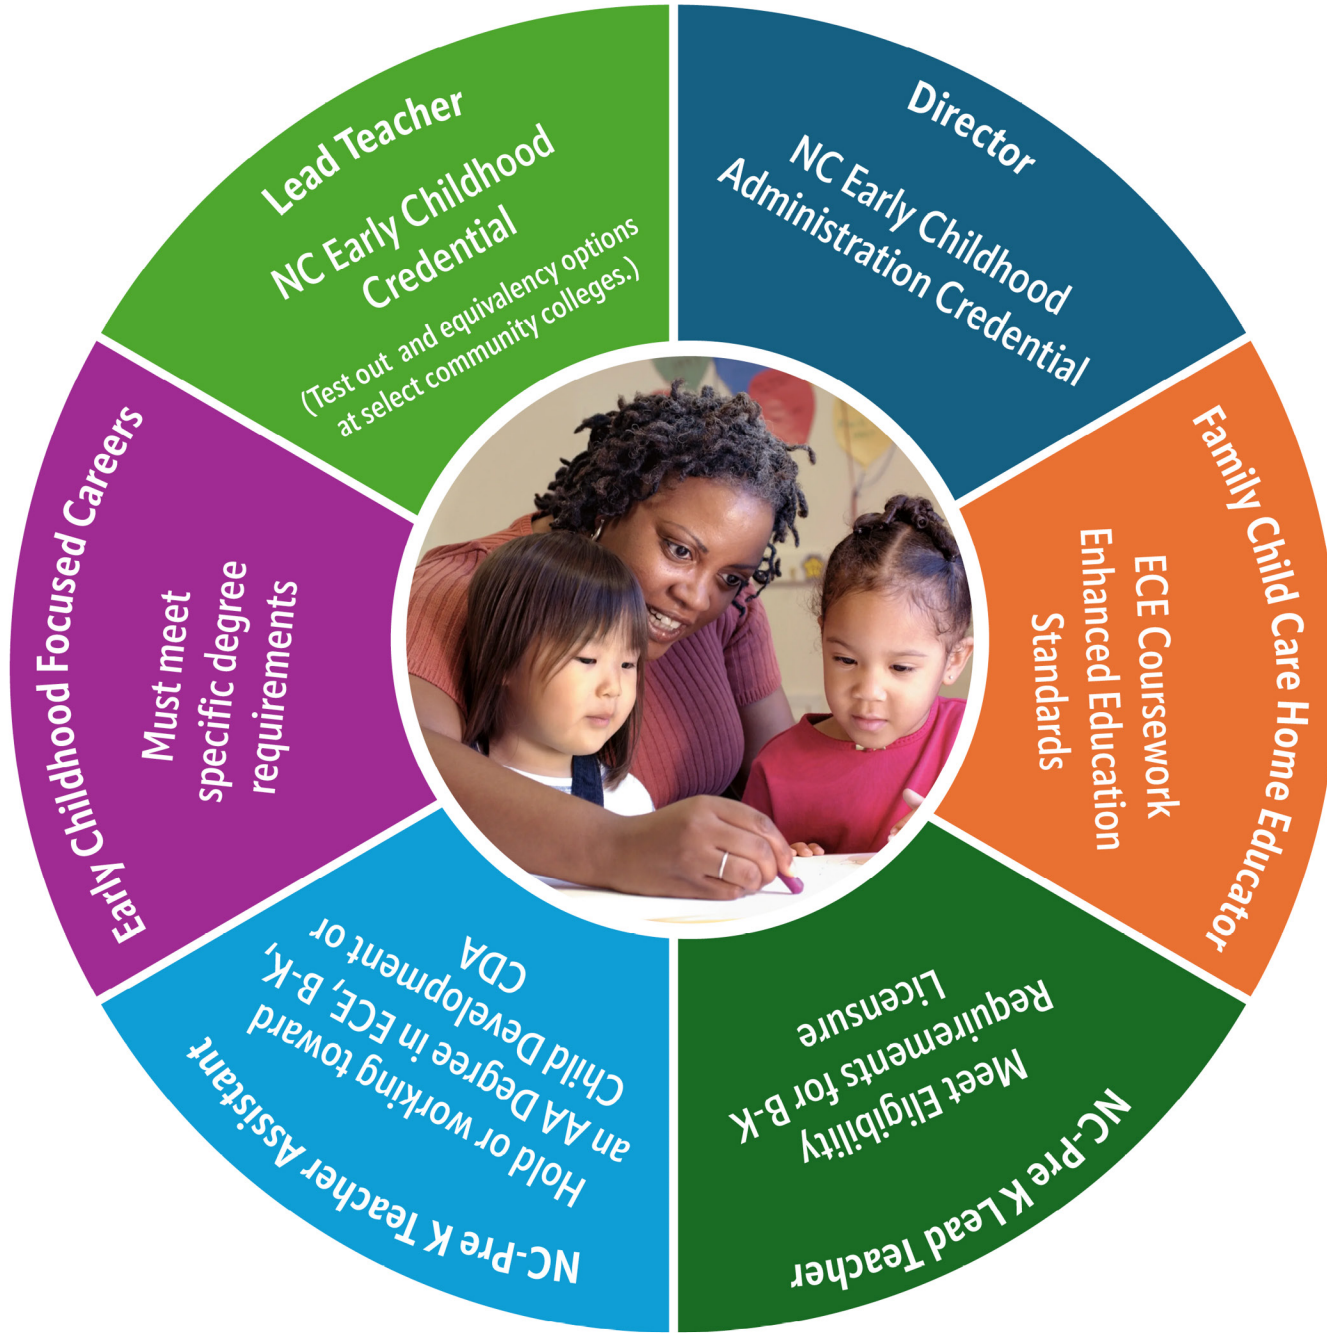 Lead Teacher
NC Early Childhood
Credential
(Test out and equivalency options
at select community colleges.)
Director
NC Early Childhood
Administration Credential
Family Child Care Home Educator
ECE Coursework
Enhanced Education
Standards
NC-Pre K Lead Teacher
Meet Eligibility
Requirements for B-K
Licensure
NC-Pre K Teacher Assistant
Hold or working toward
an AA Degree in ECE, B-K,
Child Development or
CDA
Early Childhood Focused Careers
Must meet
specific degree
requirements